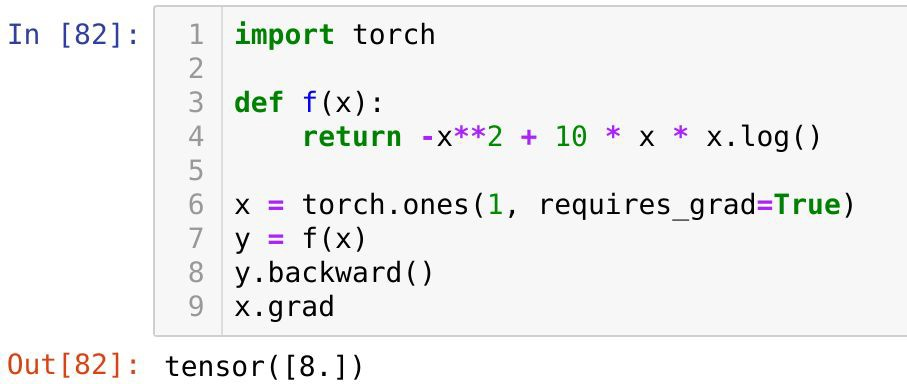 In [82]:
1 import torch
2
3 def f(x):
4     return -x**2 + 10 * x * x.log()
5
6 x = torch.ones(1, requires_grad=True)
7 y = f(x)
8 y.backward()
9 x.grad
Out[82]: tensor([8.])